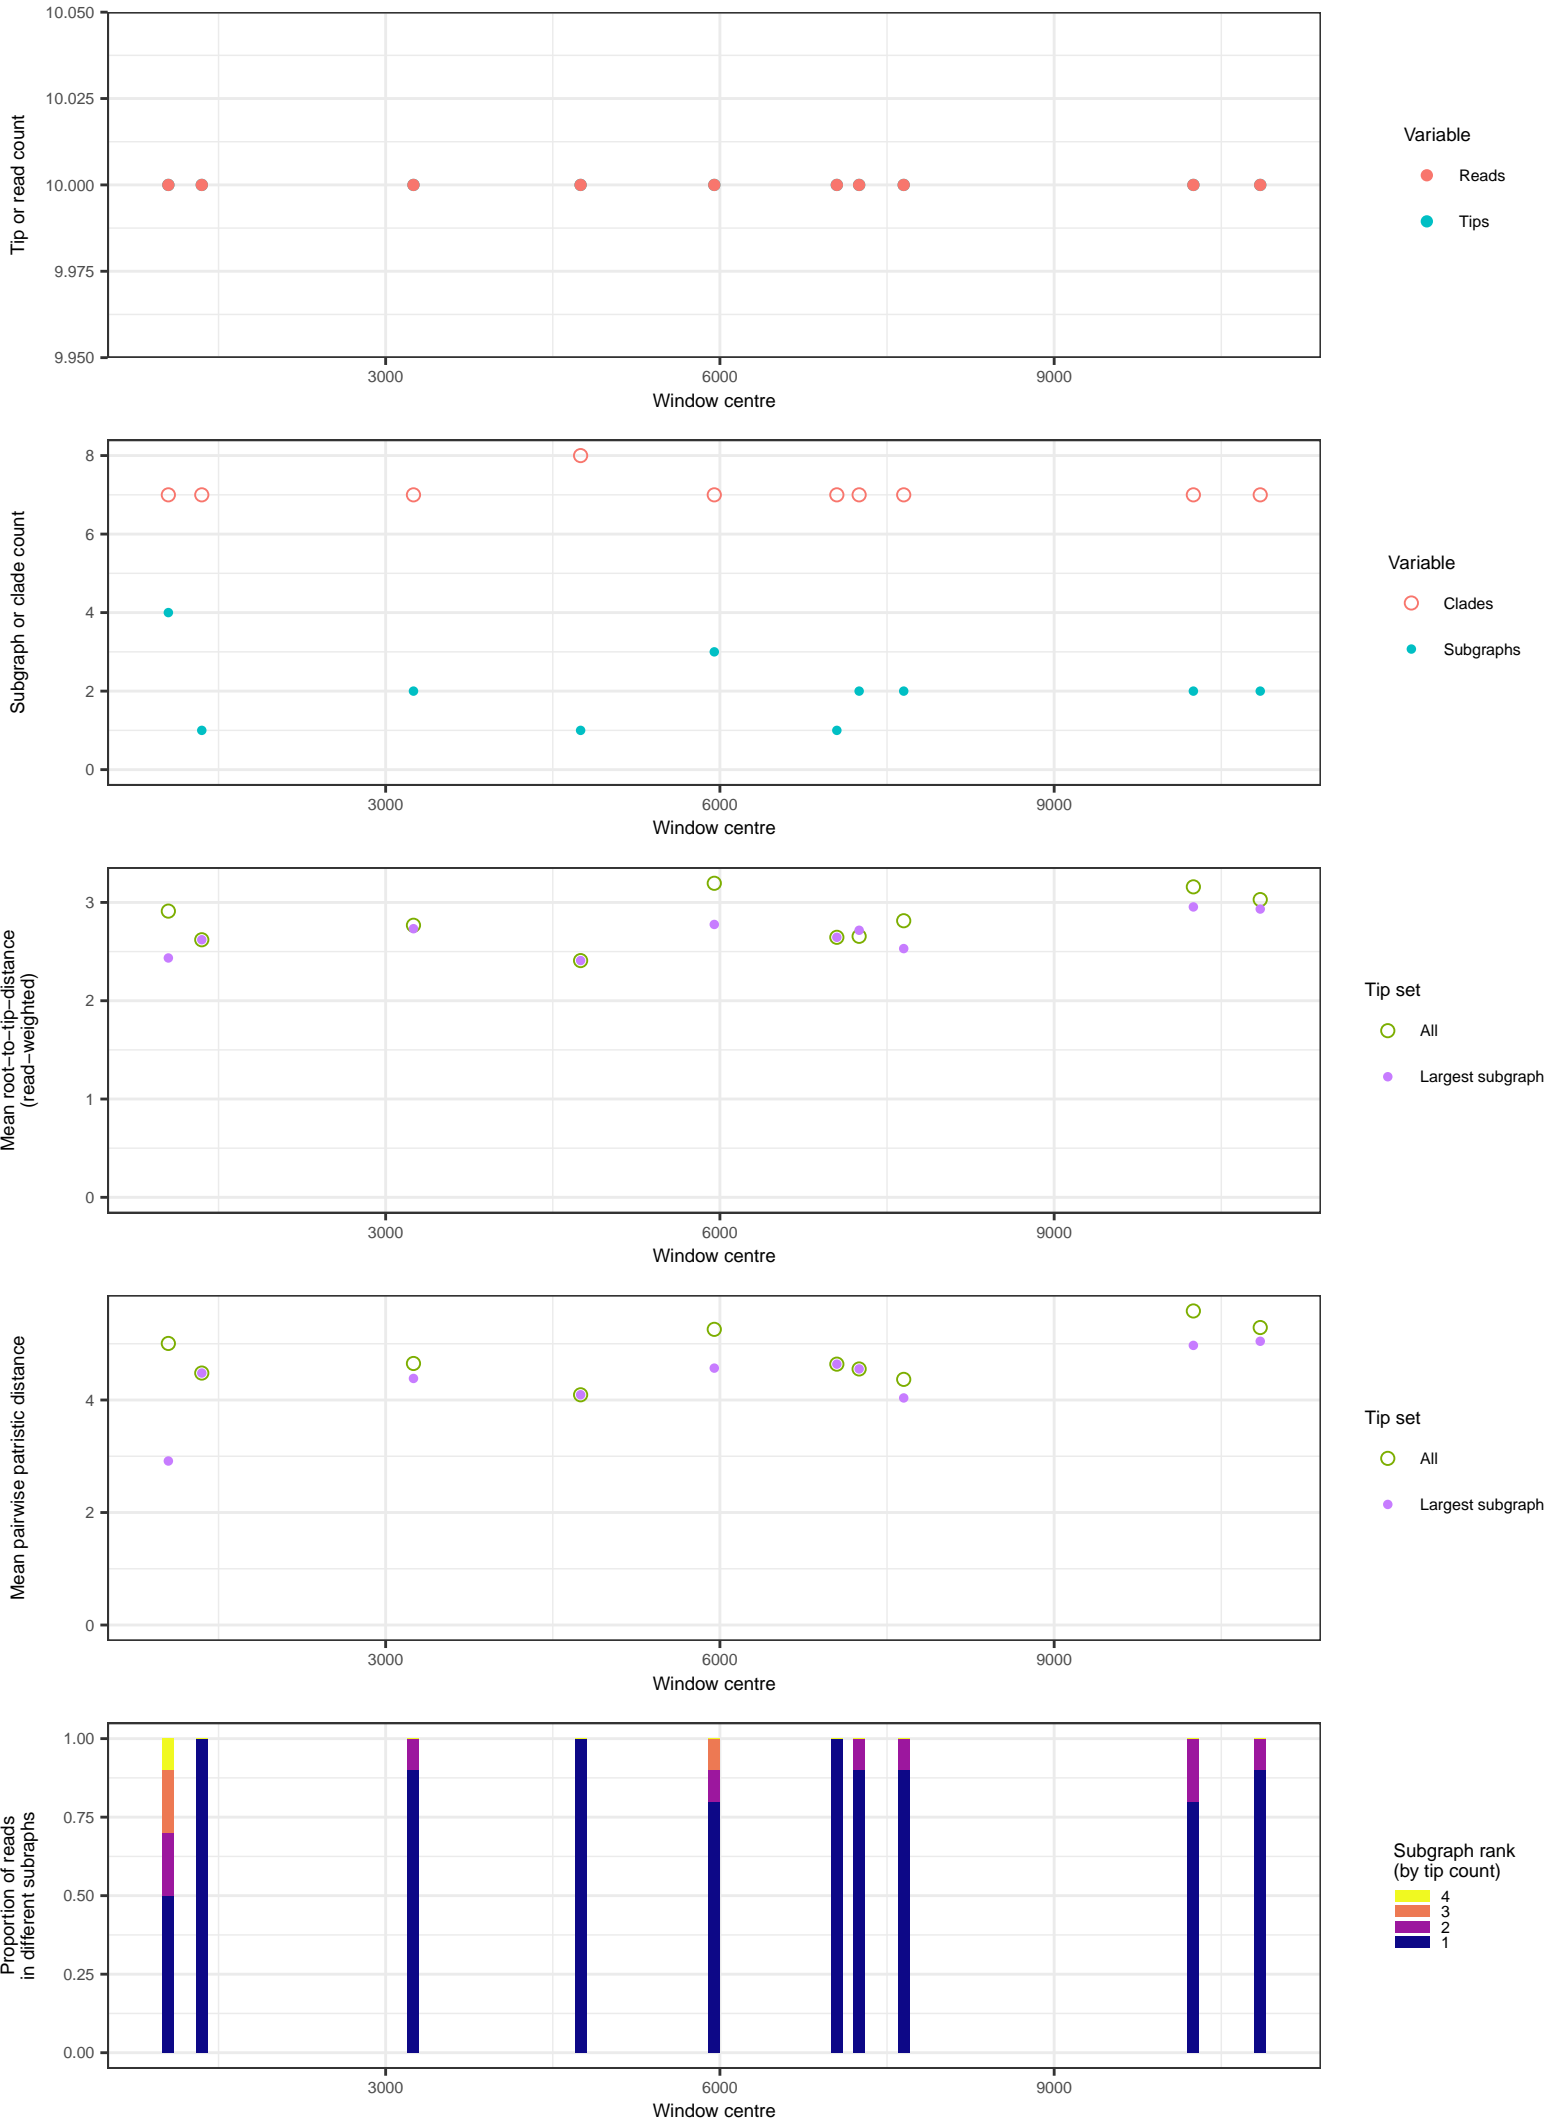 10.050
10.025
10.000
9.975
9.950
Tip or read count
3000
6000
9000
Window centre
Variable
Reads
Tips
8
6
4
2
0
Subgraph or clade count
3000
6000
9000
Window centre
Variable
Clades
Subgraphs
3
2
1
0
Mean root−to−tip−distance
(read−weighted)
3000
6000
9000
Window centre
Tip set
All
Largest subgraph
4
2
0
Mean pairwise patristic distance
3000
6000
9000
Window centre
Tip set
All
Largest subgraph
1.00
0.75
0.50
0.25
0.00
Proportion of reads
in different subraphs
3000
6000
9000
Window centre
Subgraph rank
(by tip count)
4
3
2
1